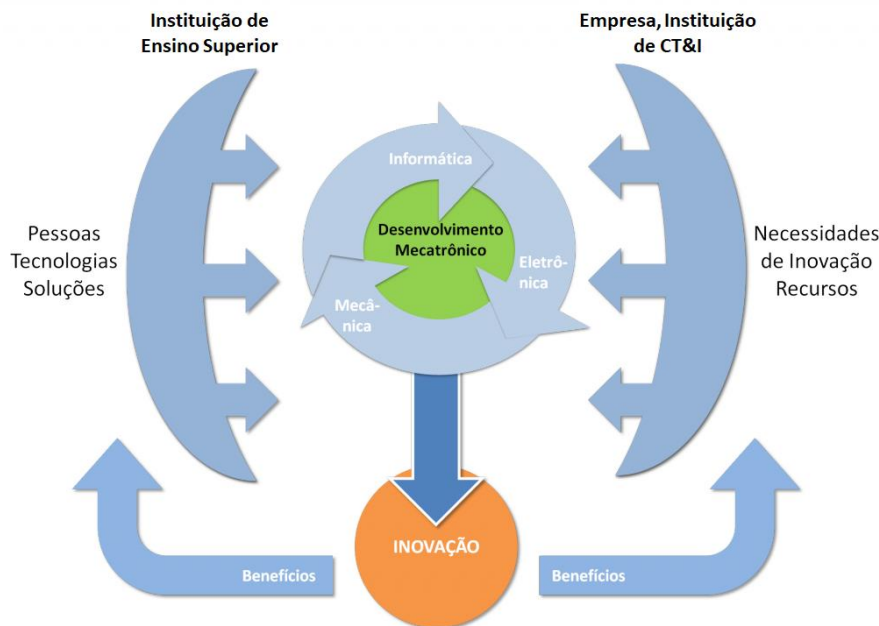 Instituição de
Ensino Superior
Empresa, Instituição
de CT&I
Informática
Desenvolvimento
Mecatrônico
Eletrô-
nica
Mecâ-
nica
Pessoas
Tecnologias
Soluções
Necessidades
de Inovação
Recursos
INOVAÇÃO
Benefícios
Benefícios